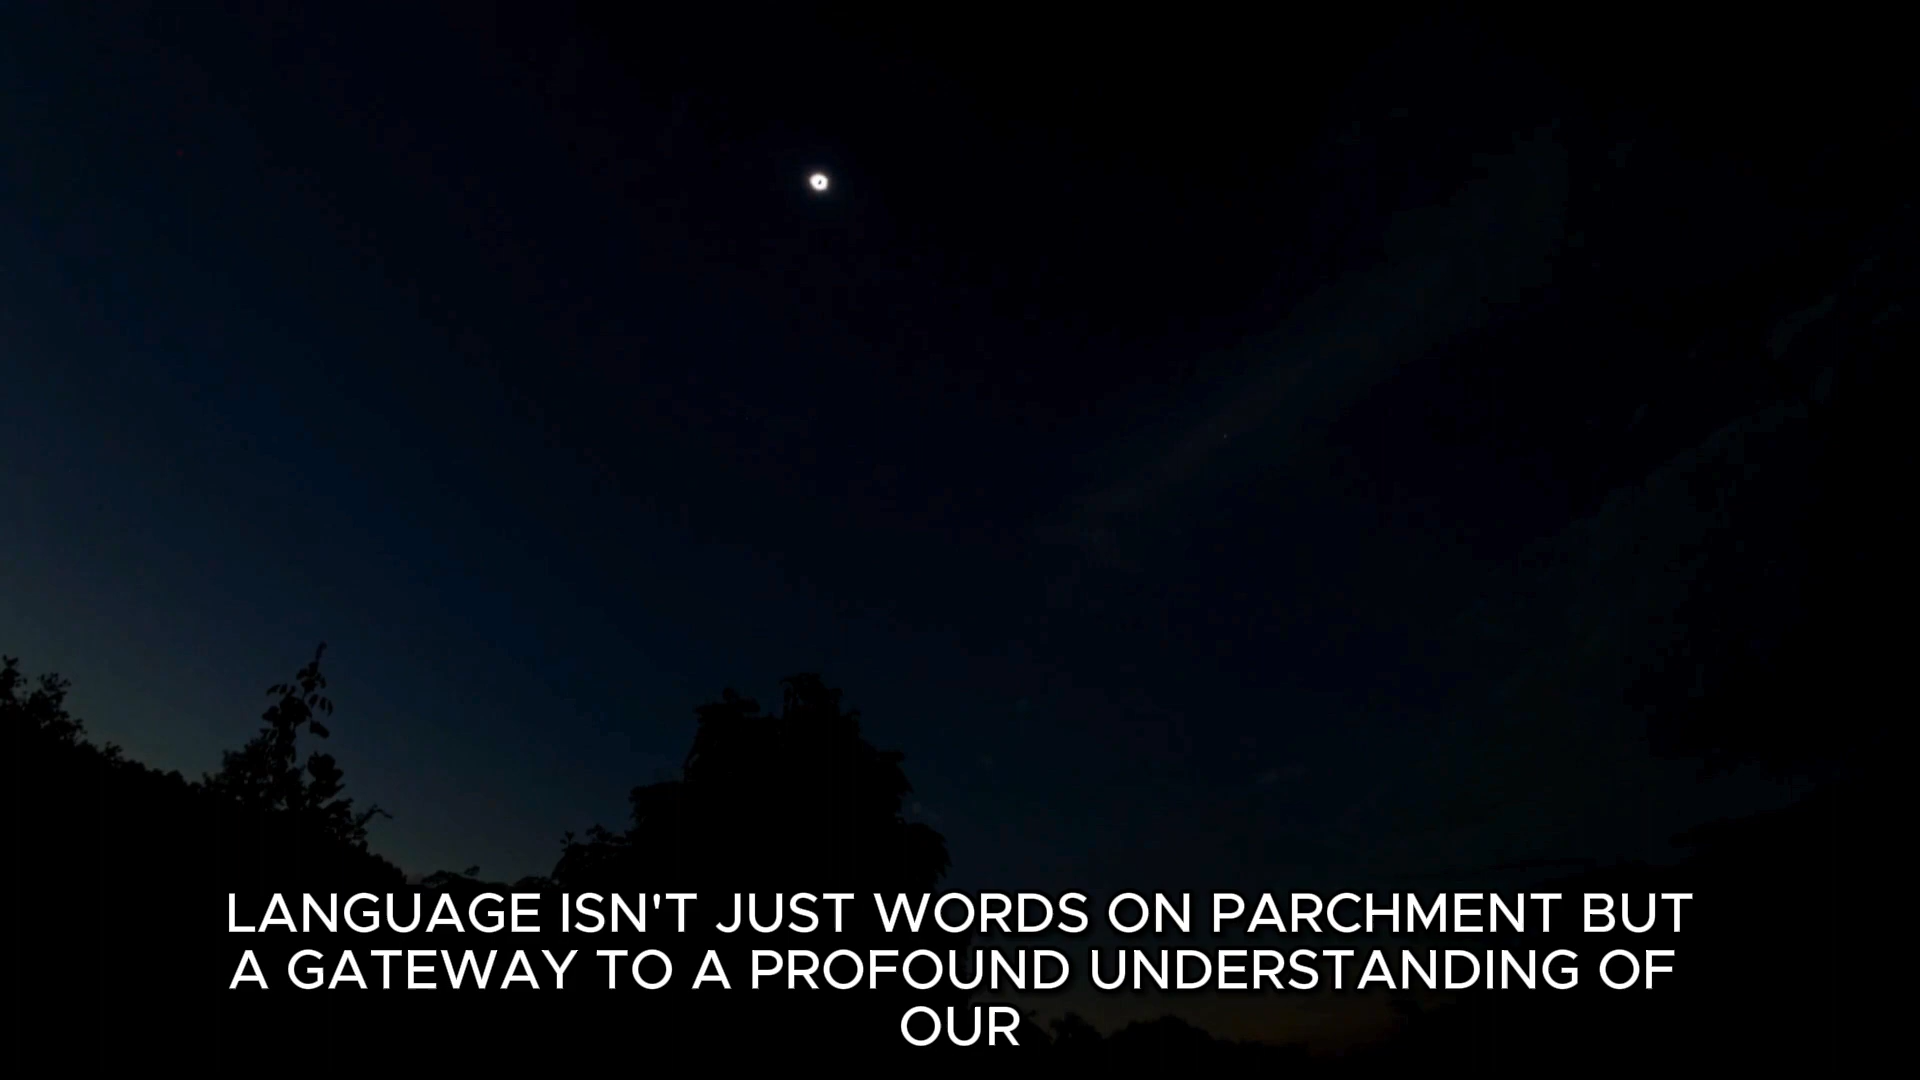 LANGUAGE ISN'T JUST WORDS ON PARCHMENT BUT
A GATEWAY TO A PROFOUND UNDERSTANDING OF
OUR